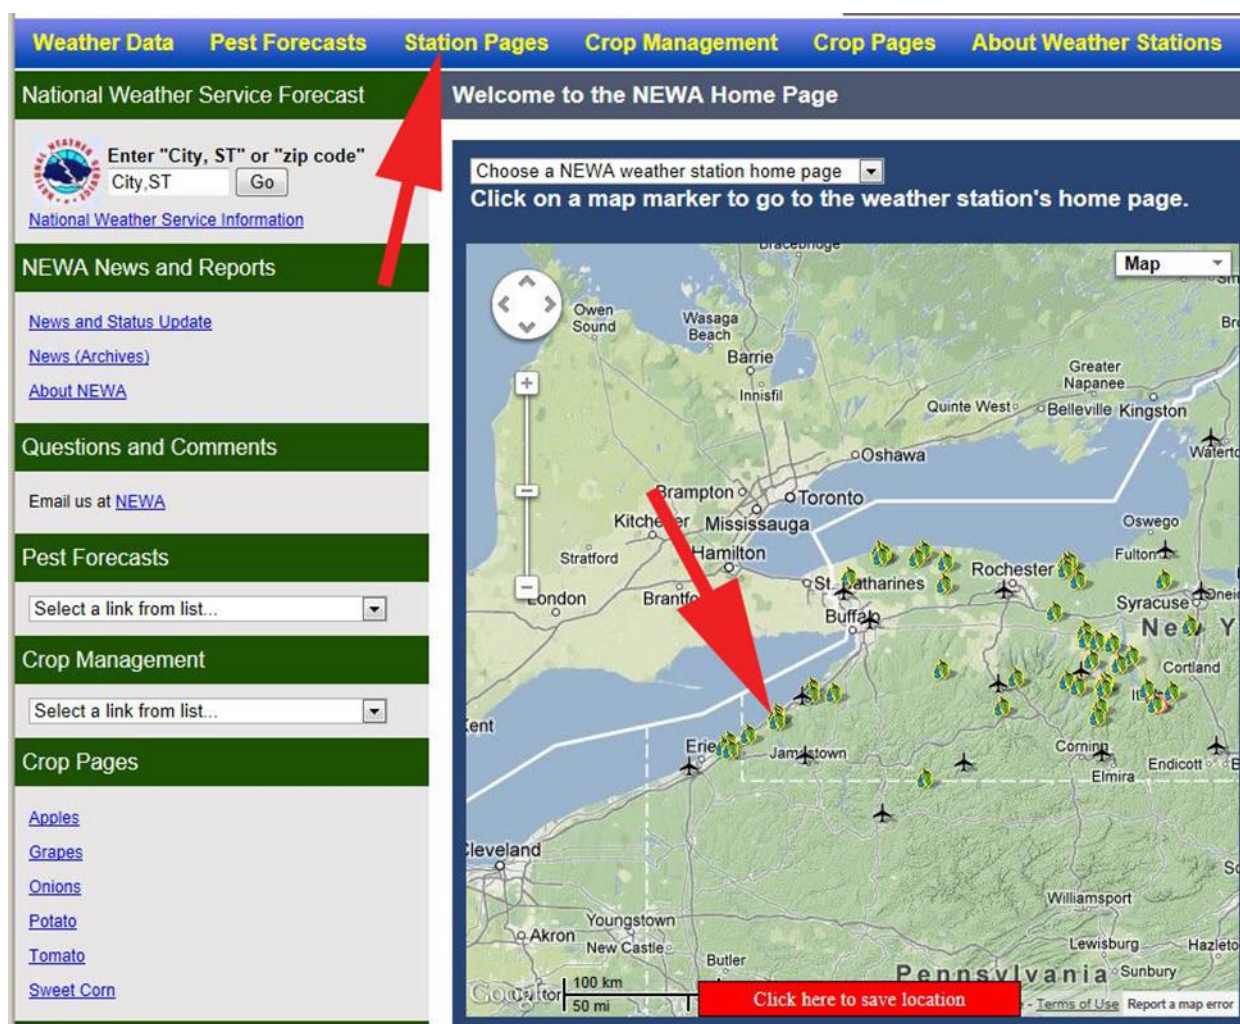 Weather Data Pest Forecasts Station Pages Crop Management Crop Pages About Weather Stations
National Weather Service Forecast
Enter "City, ST" or "zip code"
City,ST Go
National Weather Service Information
NEWA News and Reports
News and Status Update
News (Archives)
About NEWA
Questions and Comments
Email us at NEWA
Pest Forecasts
Select a link from list...
Crop Management
Select a link from list...
Crop Pages
Apples
Grapes
Onions
Potato
Tomato
Sweet Corn
Welcome to the NEWA Home Page
Choose a NEWA weather station home page
Click on a map marker to go to the weather station's home page.
Map
Owen
Sound
Wasaga
Beach
Barrie
Innisfil
Greater
Napanee
Quinte West
Belleville Kingston
Oshawa
Brampton
Toronto
Kitchener
Mississauga
Oswego
Stratford
Hamilton
Fulton
Rochester
St. Catharines
London
Syracuse
Buffalo
Cortland
Erie
Jamestown
Corning
Endicott
Elmira
Cleveland
Williamsport
Youngstown
Akron
New Castle
Lewisburg
Butler
Pennsylvania
Sunbury
100 km
50 mi
Click here to save location
- Terms of Use Report a map error